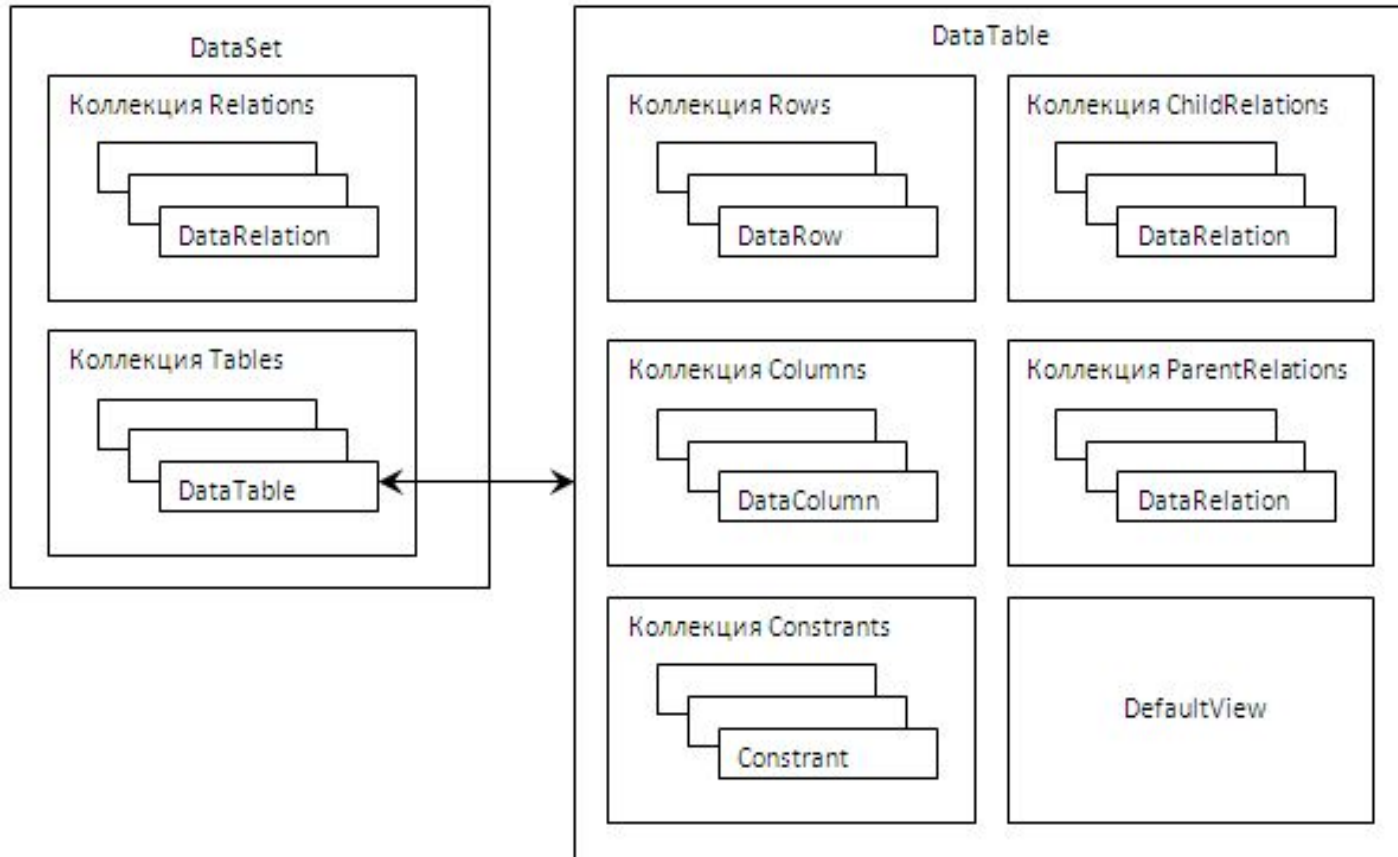 DataSet
Коллекция Relations
DataRelation
Коллекция Tables
DataTable
DataTable
Коллекция Rows
DataRow
Коллекция ChildRelations
DataRelation
Коллекция Columns
DataColumn
Коллекция ParentRelations
DataRelation
Коллекция Constrants
Constrant
DefaultView